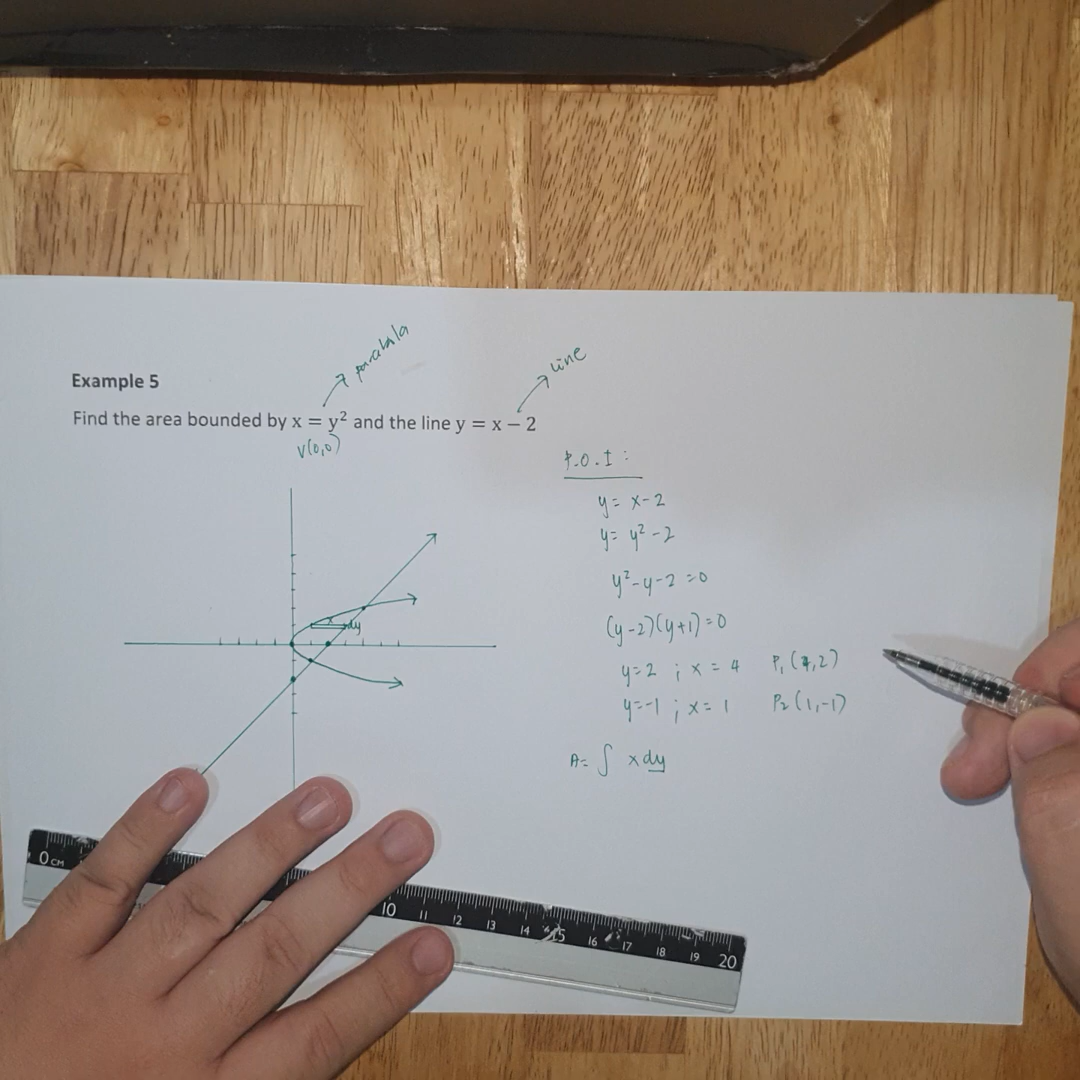 Example 5
parabola
line
Find the area bounded by x = y² and the line y = x − 2
V(0,0)
P.O.I :
y = x-2
y = y² - 2
y² - y - 2 = 0
(y-2)(y+1) = 0
y = 2 ; x = 4 P₁(4,2)
y = -1 ; x = 1 P₂(1,-1)
A = ∫ x dy
x
dy
0 CM
10 11 12 13 14 15 16 17 18 19 20